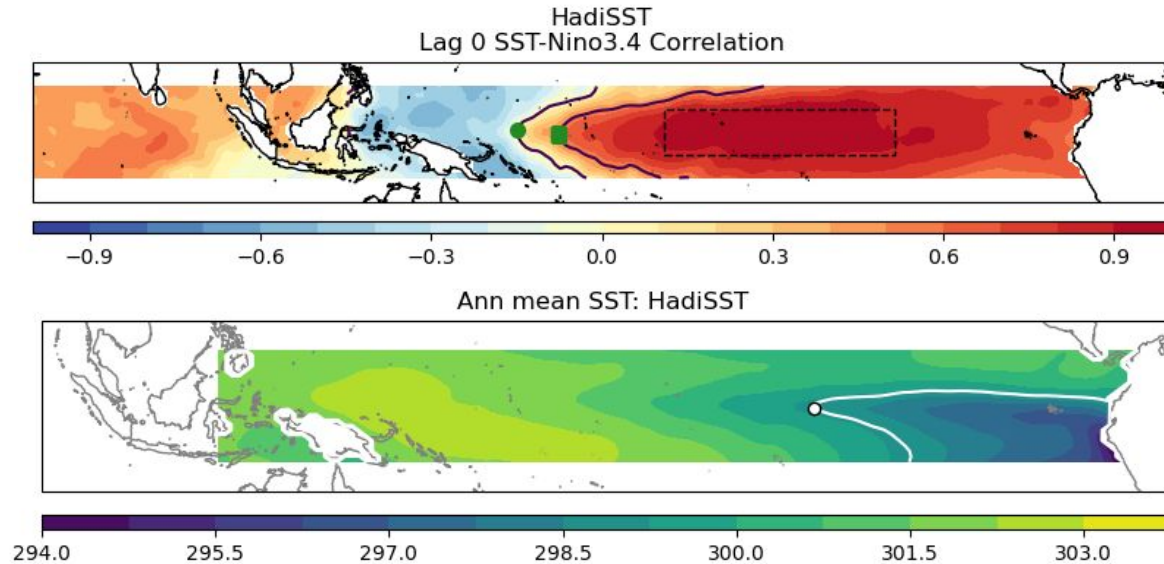 HadiSST
Lag 0 SST-Nino3.4 Correlation
−0.9 −0.6 −0.3 0.0 0.3 0.6 0.9
Ann mean SST: HadiSST
294.0 295.5 297.0 298.5 300.0 301.5 303.0